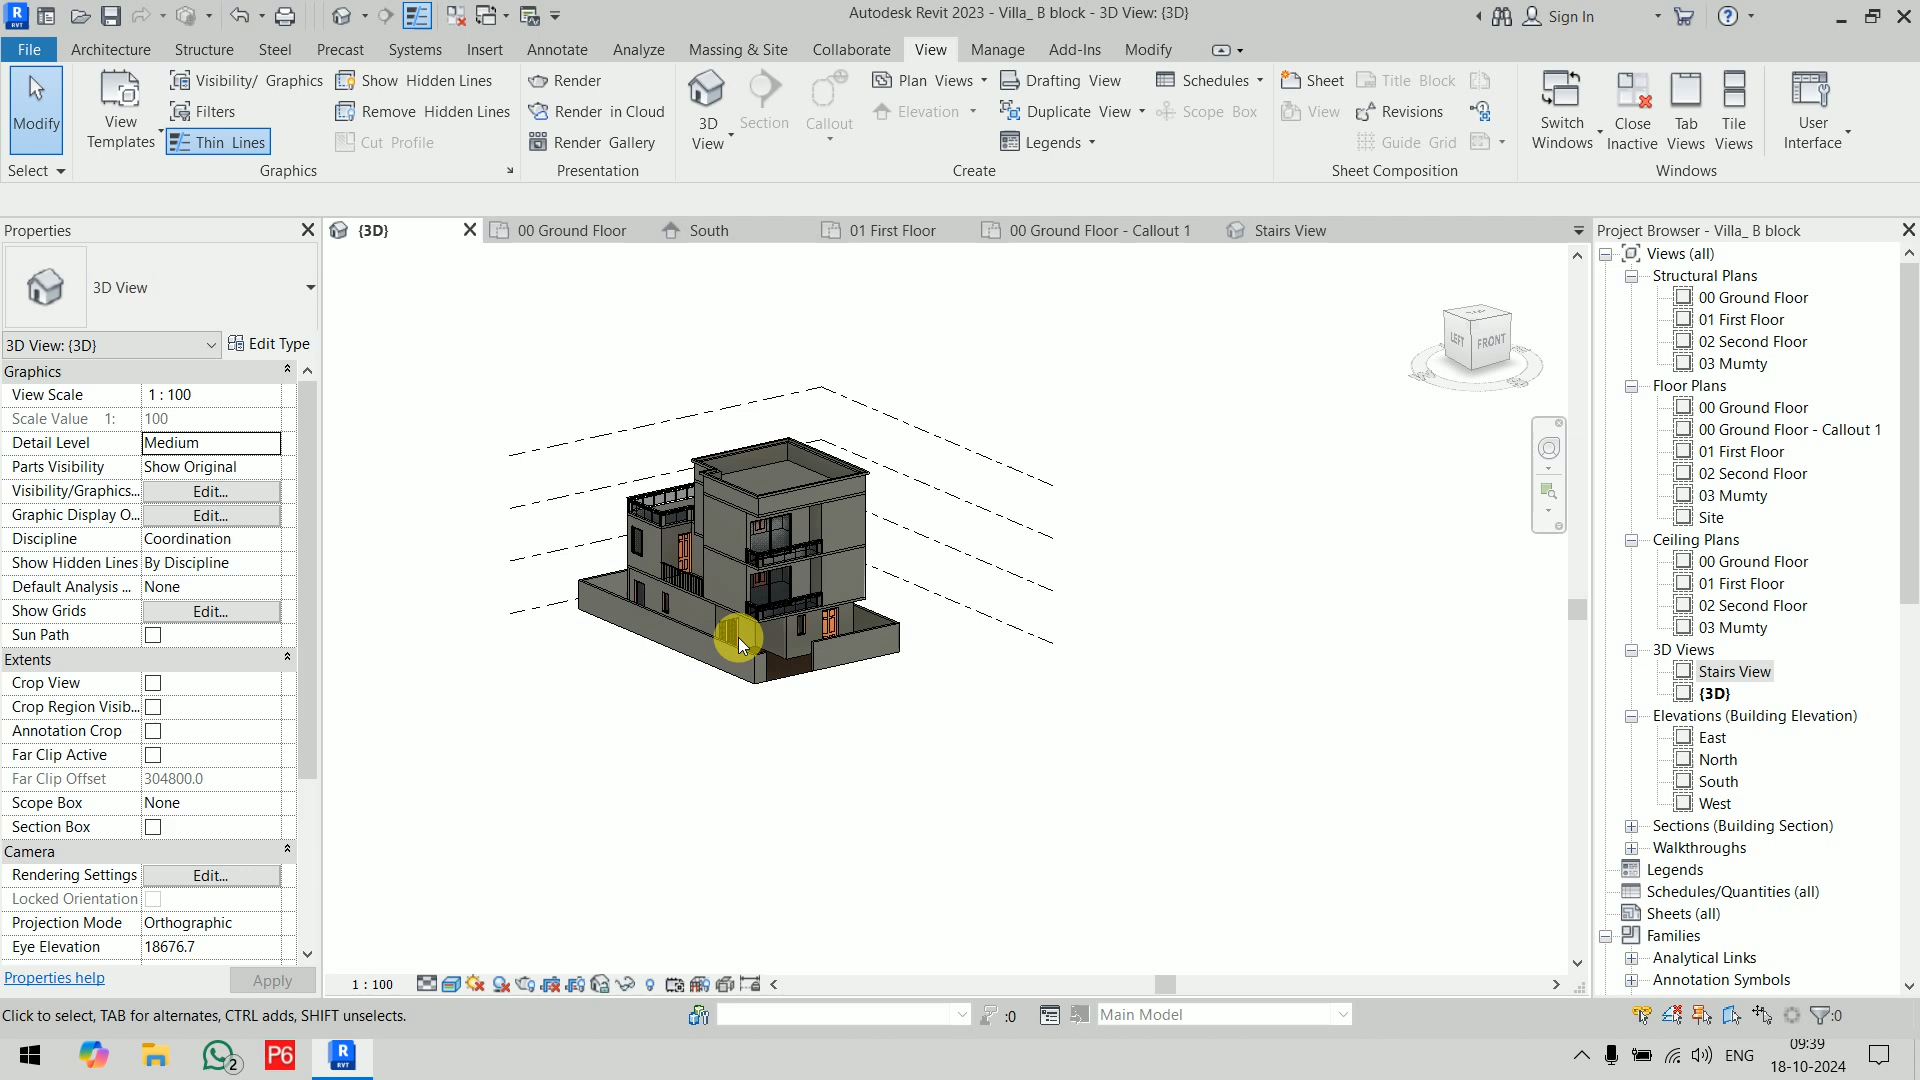 Autodesk Revit 2023 - Villa_ B block - 3D View: {3D}
Sign In
File Architecture Structure Steel Precast Systems Insert Annotate Analyze Massing & Site Collaborate View Manage Add-Ins Modify
Modify
View Templates
Visibility/ Graphics
Filters
Thin Lines
Show Hidden Lines
Remove Hidden Lines
Cut Profile
Render
Render in Cloud
Render Gallery
3D View
Section
Callout
Plan Views
Elevation
Drafting View
Duplicate View
Legends
Schedules
Scope Box
Sheet
View
Title Block
Revisions
Guide Grid
Switch Windows
Close Inactive
Tab Views
Tile Views
User Interface
Select
Graphics
Presentation
Create
Sheet Composition
Windows
Properties
{3D}
00 Ground Floor
South
01 First Floor
00 Ground Floor - Callout 1
Stairs View
Project Browser - Villa_ B block
3D View
3D View: {3D}
Edit Type
Graphics
View Scale 1 : 100
Scale Value 1: 100
Detail Level Medium
Parts Visibility Show Original
Visibility/Graphics... Edit...
Graphic Display O... Edit...
Discipline Coordination
Show Hidden Lines By Discipline
Default Analysis ... None
Show Grids Edit...
Sun Path
Extents
Crop View
Crop Region Visib...
Annotation Crop
Far Clip Active
Far Clip Offset 304800.0
Scope Box None
Section Box
Camera
Rendering Settings Edit...
Locked Orientation
Projection Mode Orthographic
Eye Elevation 18676.7
Properties help
Apply
LEFT
FRONT
Views (all)
Structural Plans
00 Ground Floor
01 First Floor
02 Second Floor
03 Mumty
Floor Plans
00 Ground Floor
00 Ground Floor - Callout 1
01 First Floor
02 Second Floor
03 Mumty
Site
Ceiling Plans
00 Ground Floor
01 First Floor
02 Second Floor
03 Mumty
3D Views
Stairs View
{3D}
Elevations (Building Elevation)
East
North
South
West
Sections (Building Section)
Walkthroughs
Legends
Schedules/Quantities (all)
Sheets (all)
Families
Analytical Links
Annotation Symbols
1 : 100
Click to select, TAB for alternates, CTRL adds, SHIFT unselects.
:0
Main Model
:0
2
P6
R
RVT
ENG
09:39
18-10-2024